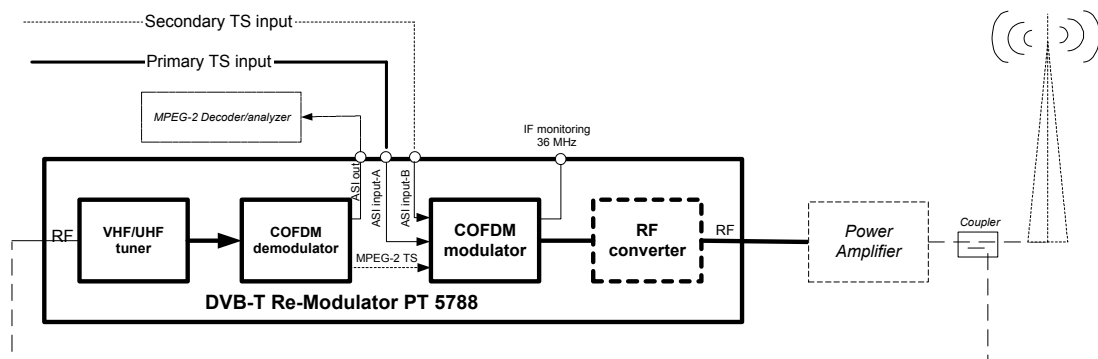 Secondary TS input
Primary TS input
MPEG-2 Decoder/analyzer
IF monitoring
36 MHz
ASI out
ASI input-A
ASI input-B
Coupler
RF
VHF/UHF
tuner
COFDM
demodulator
MPEG-2 TS
COFDM
modulator
RF
converter
RF
Power
Amplifier
DVB-T Re-Modulator PT 5788